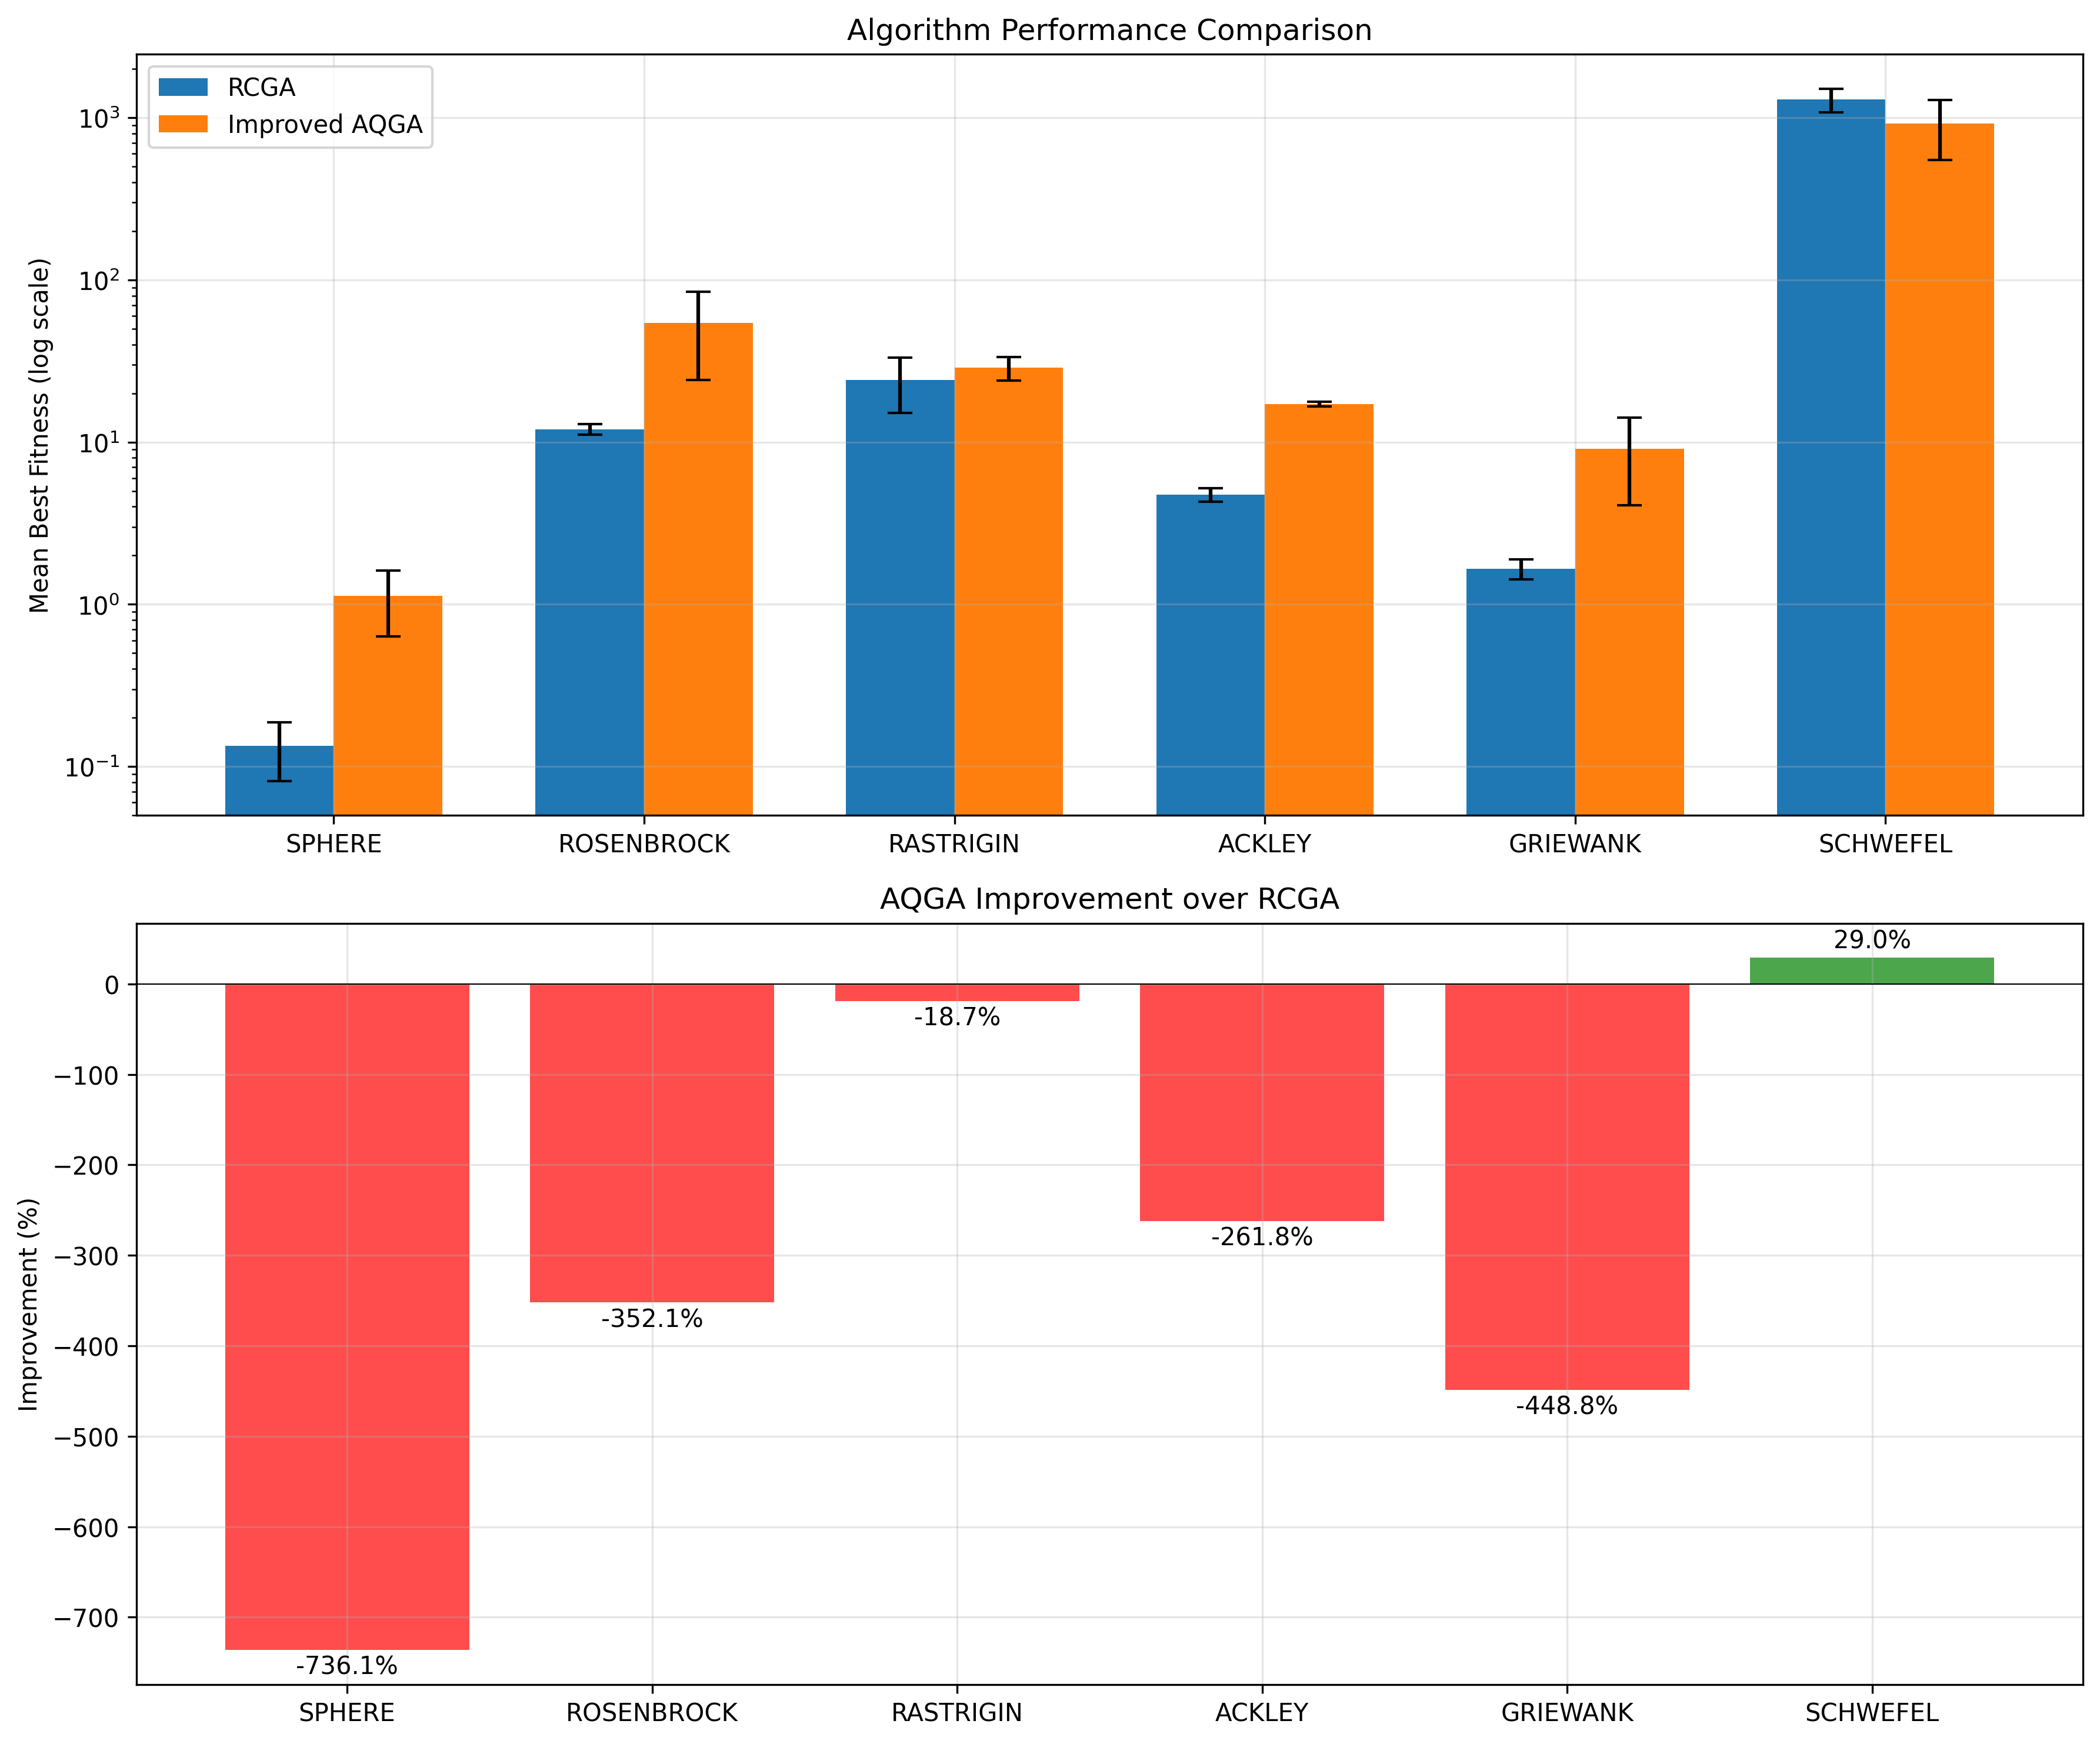 Algorithm Performance Comparison
RCGA
Improved AQGA
Mean Best Fitness (log scale)
10³
10²
10¹
10⁰
10⁻¹
SPHERE ROSENBROCK RASTRIGIN ACKLEY GRIEWANK SCHWEFEL
AQGA Improvement over RCGA
Improvement (%)
0
−100
−200
−300
−400
−500
−600
−700
29.0%
-18.7%
-261.8%
-352.1%
-448.8%
-736.1%
SPHERE ROSENBROCK RASTRIGIN ACKLEY GRIEWANK SCHWEFEL